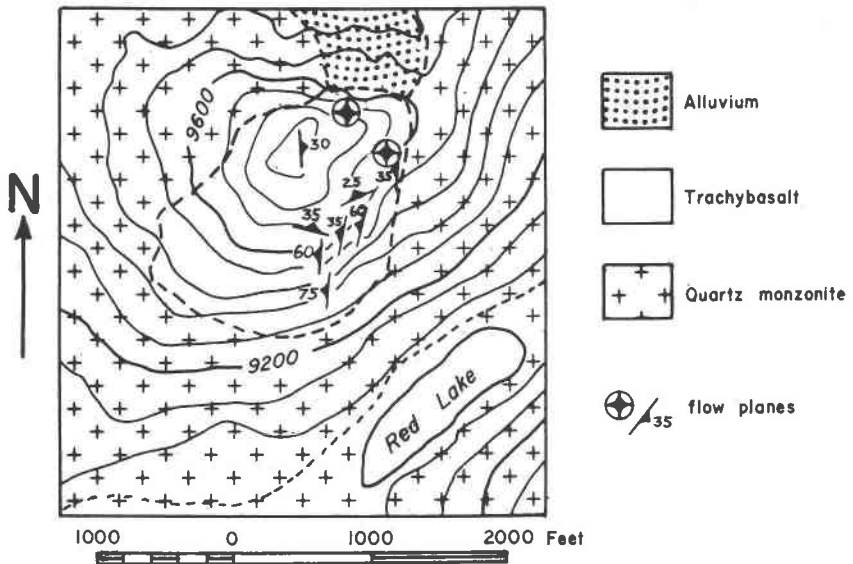 9600
30
35
25
35
35
60
60
75
9200
Red Lake
N
Alluvium
Trachybasalt
Quartz monzonite
35 flow planes
1000 0 1000 2000 Feet